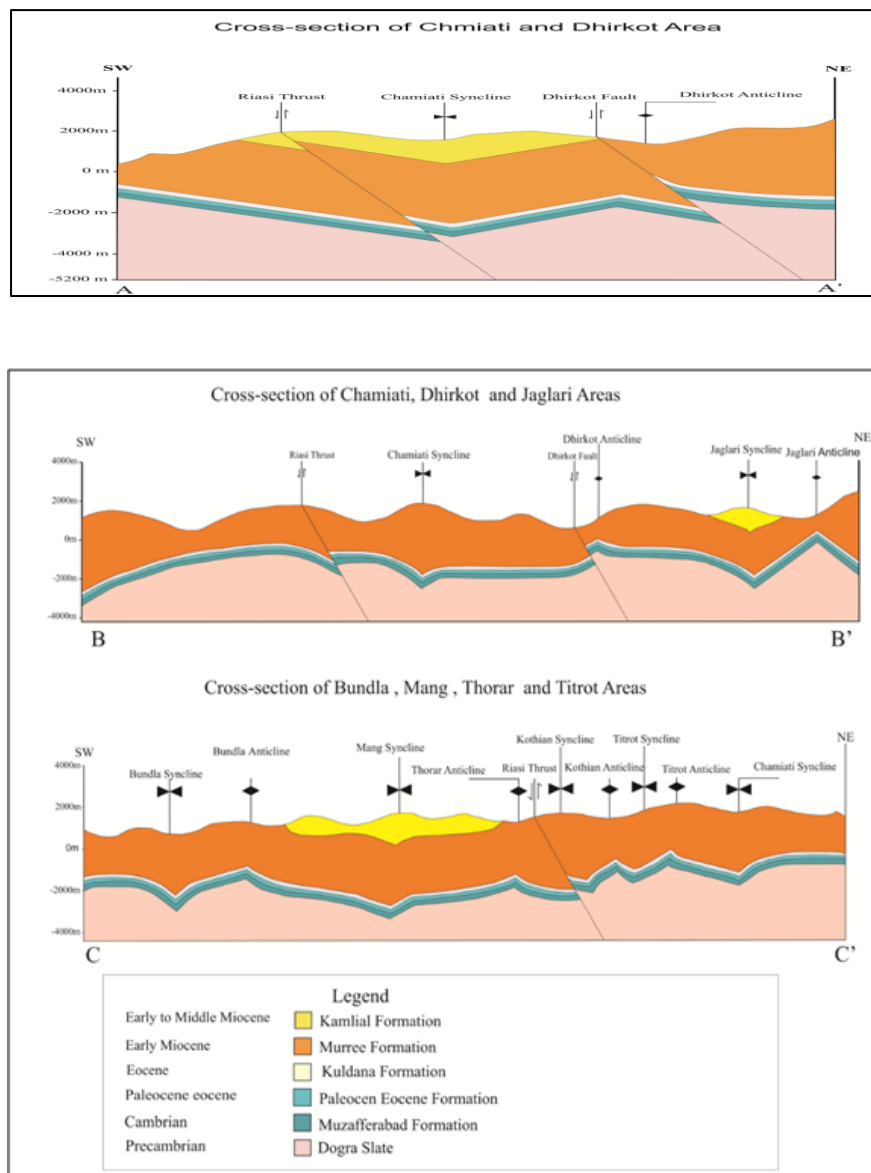 Cross-section of Chmiati and Dhirkot Area
SW
NE
4000m
Riasi Thrust
Chamiati Syncline
Dhirkot Fault
Dhirkot Anticline
2000m
0 m
-2000 m
-4000 m
-5200 m
A
A'
Cross-section of Chamiati, Dhirkot and Jaglari Areas
SW
NE
Dhirkot Anticline
4000m
Riasi Thrust
Chamiati Syncline
Dhirkot Fault
Jaglari Syncline
Jaglari Anticline
2000m
0m
-2000m
-4000m
B
B'
Cross-section of Bundla , Mang , Thorar and Titrot Areas
SW
NE
Kothian Syncline
Titrot Syncline
Bundla Anticline
Mang Syncline
4000m
Bundla Syncline
Thorar Anticline
Riasi Thrust
Kothian Anticline
Titrot Anticline
Chamiati Syncline
2000m
0m
-2000m
-4000m
C
C'
Legend
Early to Middle Miocene Kamlial Formation
Early Miocene Murree Formation
Eocene Kuldana Formation
Paleocene eocene Paleocen Eocene Formation
Cambrian Muzafferabad Formation
Precambrian Dogra Slate